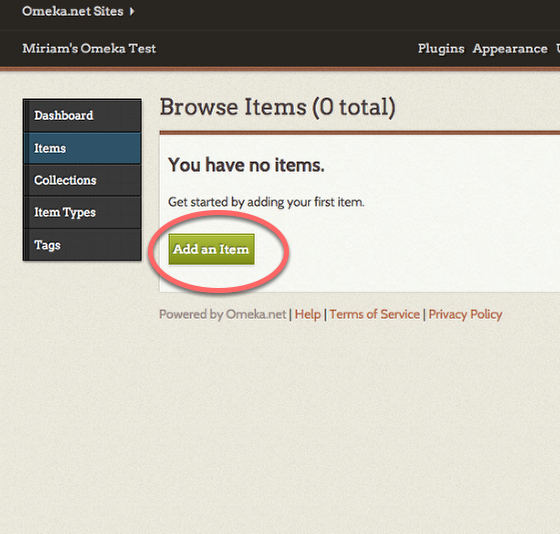 Omeka.net Sites
Miriam's Omeka Test
Plugins Appearance
Dashboard
Items
Collections
Item Types
Tags
Browse Items (0 total)
You have no items.
Get started by adding your first item.
Add an Item
Powered by Omeka.net | Help | Terms of Service | Privacy Policy